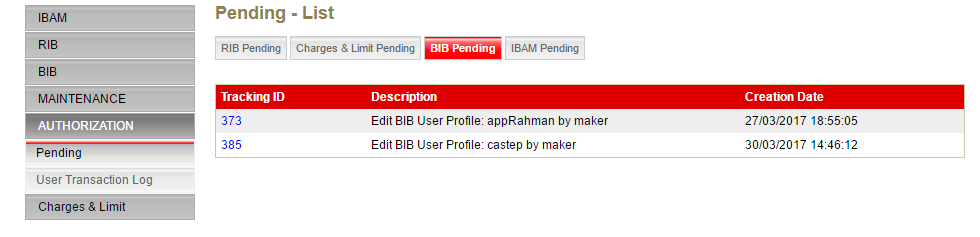 IBAM
RIB
BIB
MAINTENANCE
AUTHORIZATION
Pending
User Transaction Log
Charges & Limit
Pending - List
RIB Pending Charges & Limit Pending BIB Pending IBAM Pending
Tracking ID Description Creation Date
373 Edit BIB User Profile: appRahman by maker 27/03/2017 18:55:05
385 Edit BIB User Profile: castep by maker 30/03/2017 14:46:12